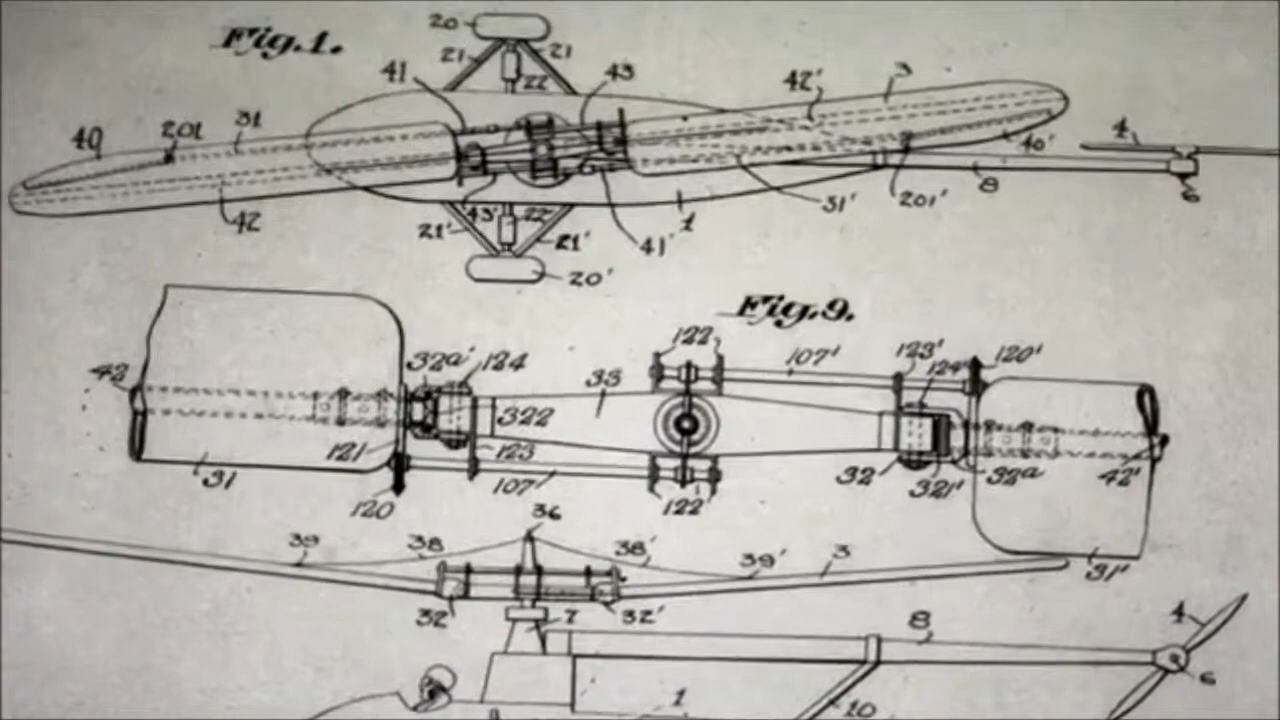 Fig.1.
20
21 21
22
41 43 42' 3
40 201 31
4
40'
8
6
42 43' 22' 1 31' 201'
21' 21' 41'
20'
Fig.9.
122
32a' 124 107' 123' 124' 120'
42
33
322
121 123
31 107 122 32 321' 32a 42'
120
31'
36
39 38 38' 39' 3
32 32'
7
8 4
6
1 10